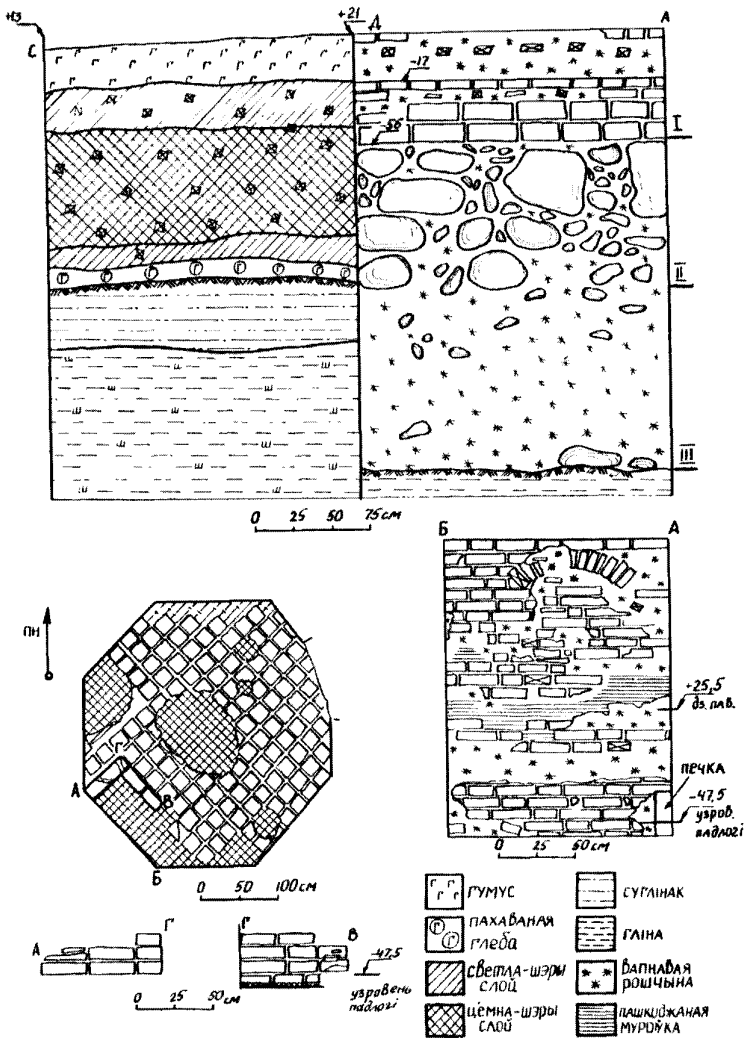 +13
+21
С
Д
А
-17
-56
I
II
III
0 25 50 75 см
Б
А
ПН
+25,5
дз. пав.
ПЕЧКА
-47,5
узров.
падлогі
0 25 50 см
Г
А
В
Б
0 50 100 см
А
Г
Г
В
-47,5
узровень
падлогі
0 25 50 см
ГУМУС
ПАХАВАНАЯ
глеба
СВЕТЛА-ШЭРЫ
СЛОЙ
ЦЁМНА-ШЭРЫ
СЛОЙ
СУГЛІНАК
ГЛІНА
ВАПНАВАЯ
РОШЧЫНА
ПАШКОДЖАНАЯ
МУРОЎКА